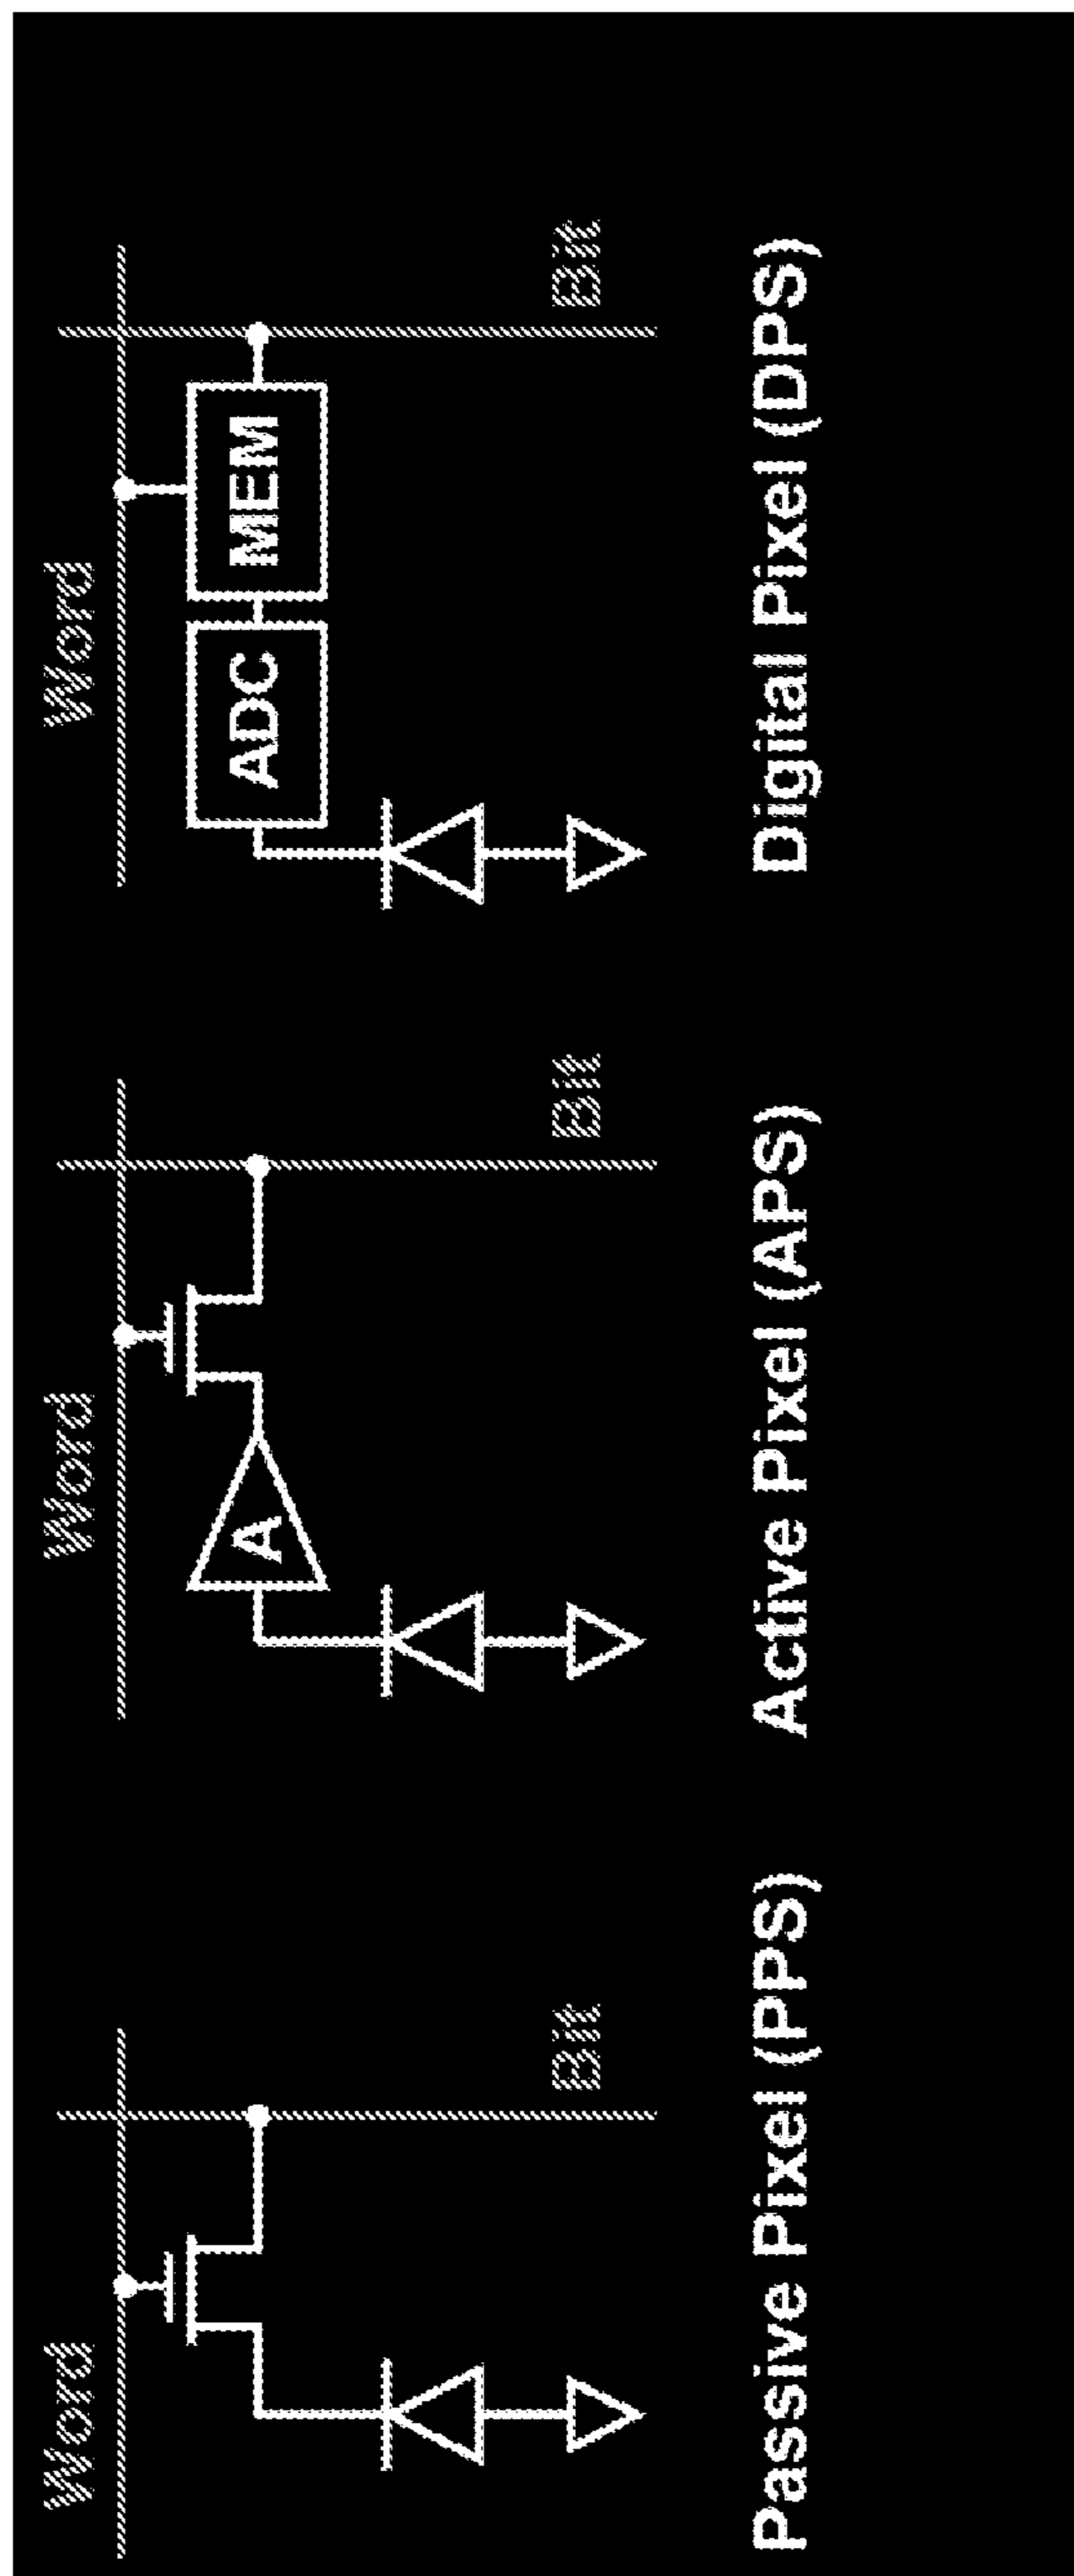 Word
Bit
Passive Pixel (PPS)
Word
A
Bit
Active Pixel (APS)
Word
ADC
MEM
Bit
Digital Pixel (DPS)